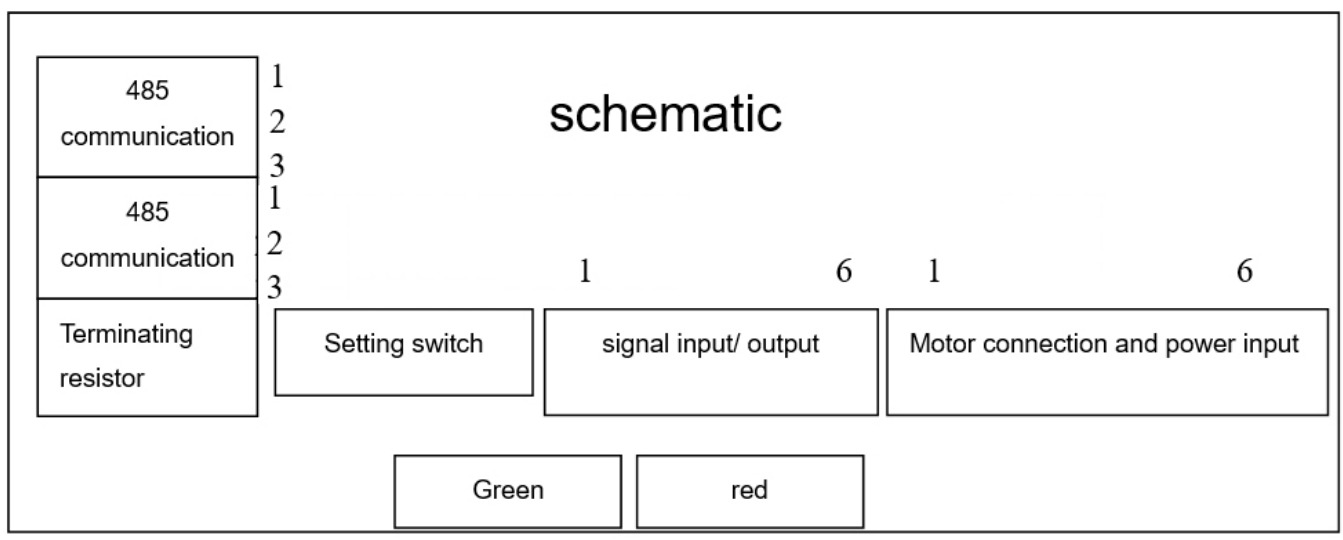 schematic
485
communication
1
2
3
485
communication
1
2
3
Terminating
resistor
Setting switch
1 6
signal input/ output
1 6
Motor connection and power input
Green
red